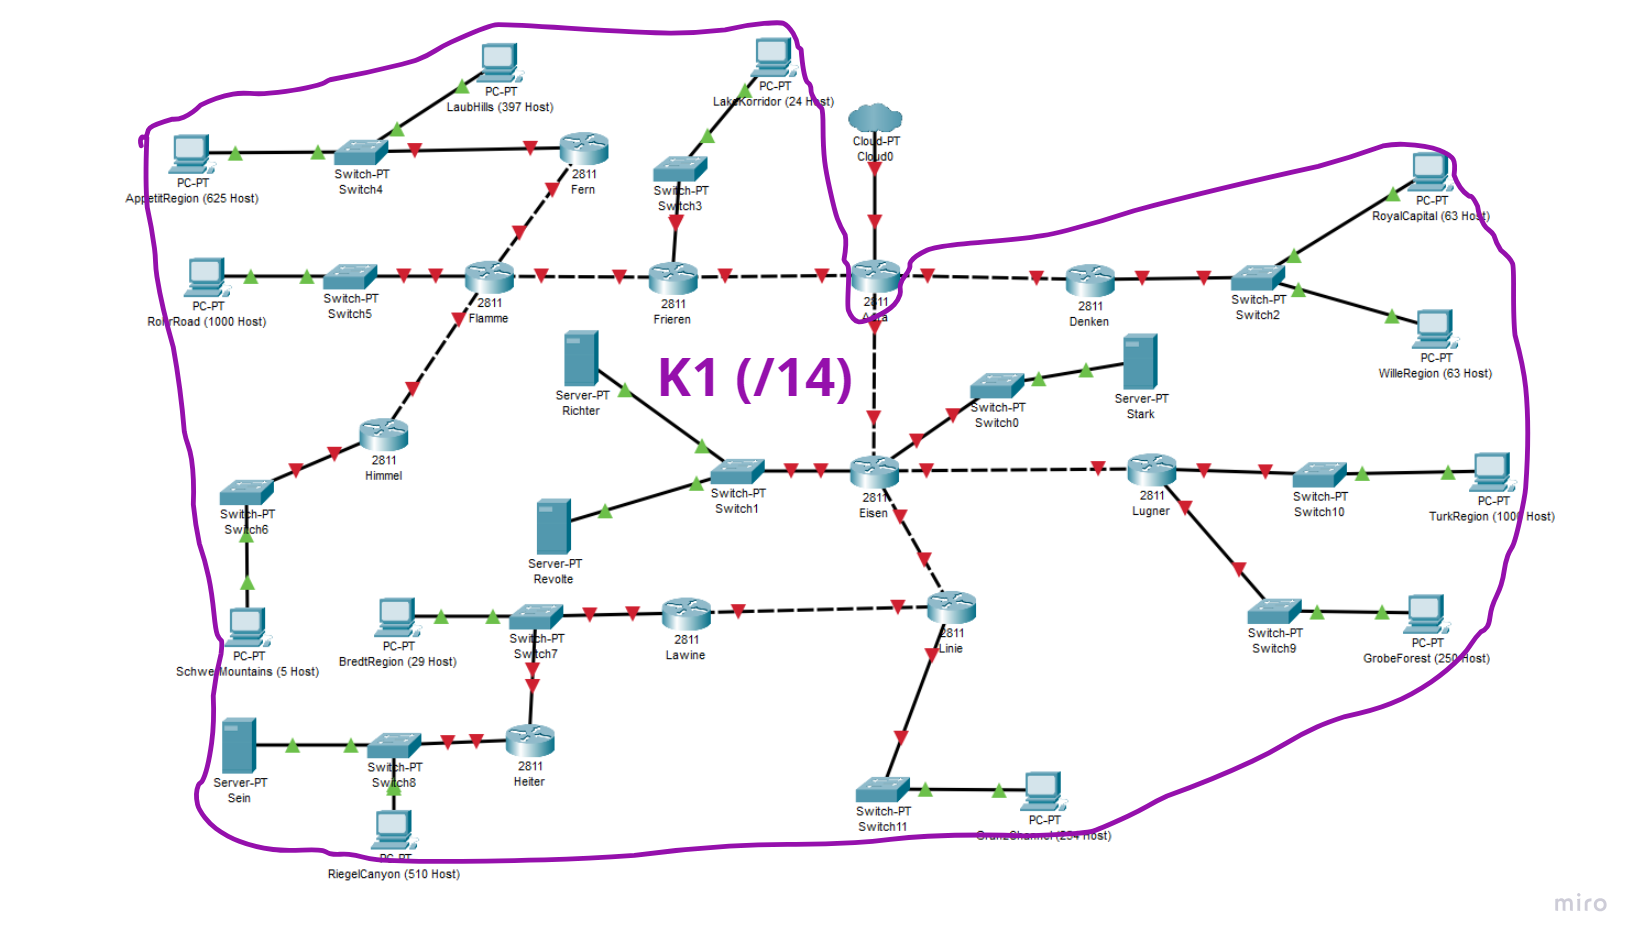 PC-PT
LaubHills (397 Host)
PC-PT
LakeKorridor (24 Host)
Cloud-PT
Cloud0
PC-PT
AppetitRegion (625 Host)
Switch-PT
Switch4
2811
Fern
Switch-PT
Switch3
PC-PT
RoyalCapital (63 Host)
PC-PT
RohrRoad (1000 Host)
Switch-PT
Switch5
2811
Flamme
2811
Frieren
2811
Aura
2811
Denken
Switch-PT
Switch2
PC-PT
WilleRegion (63 Host)
K1 (/14)
Server-PT
Richter
Switch-PT
Switch0
Server-PT
Stark
2811
Himmel
Switch-PT
Switch6
Switch-PT
Switch1
2811
Eisen
2811
Lugner
Switch-PT
Switch10
PC-PT
TurkRegion (1000 Host)
Server-PT
Revolte
PC-PT
SchwerMountains (5 Host)
PC-PT
BredtRegion (29 Host)
Switch-PT
Switch7
2811
Lawine
2811
Linie
Switch-PT
Switch9
PC-PT
GrobeForest (250 Host)
Server-PT
Sein
Switch-PT
Switch8
2811
Heiter
Switch-PT
Switch11
PC-PT
GranzChannel (254 Host)
PC-PT
RiegelCanyon (510 Host)
miro